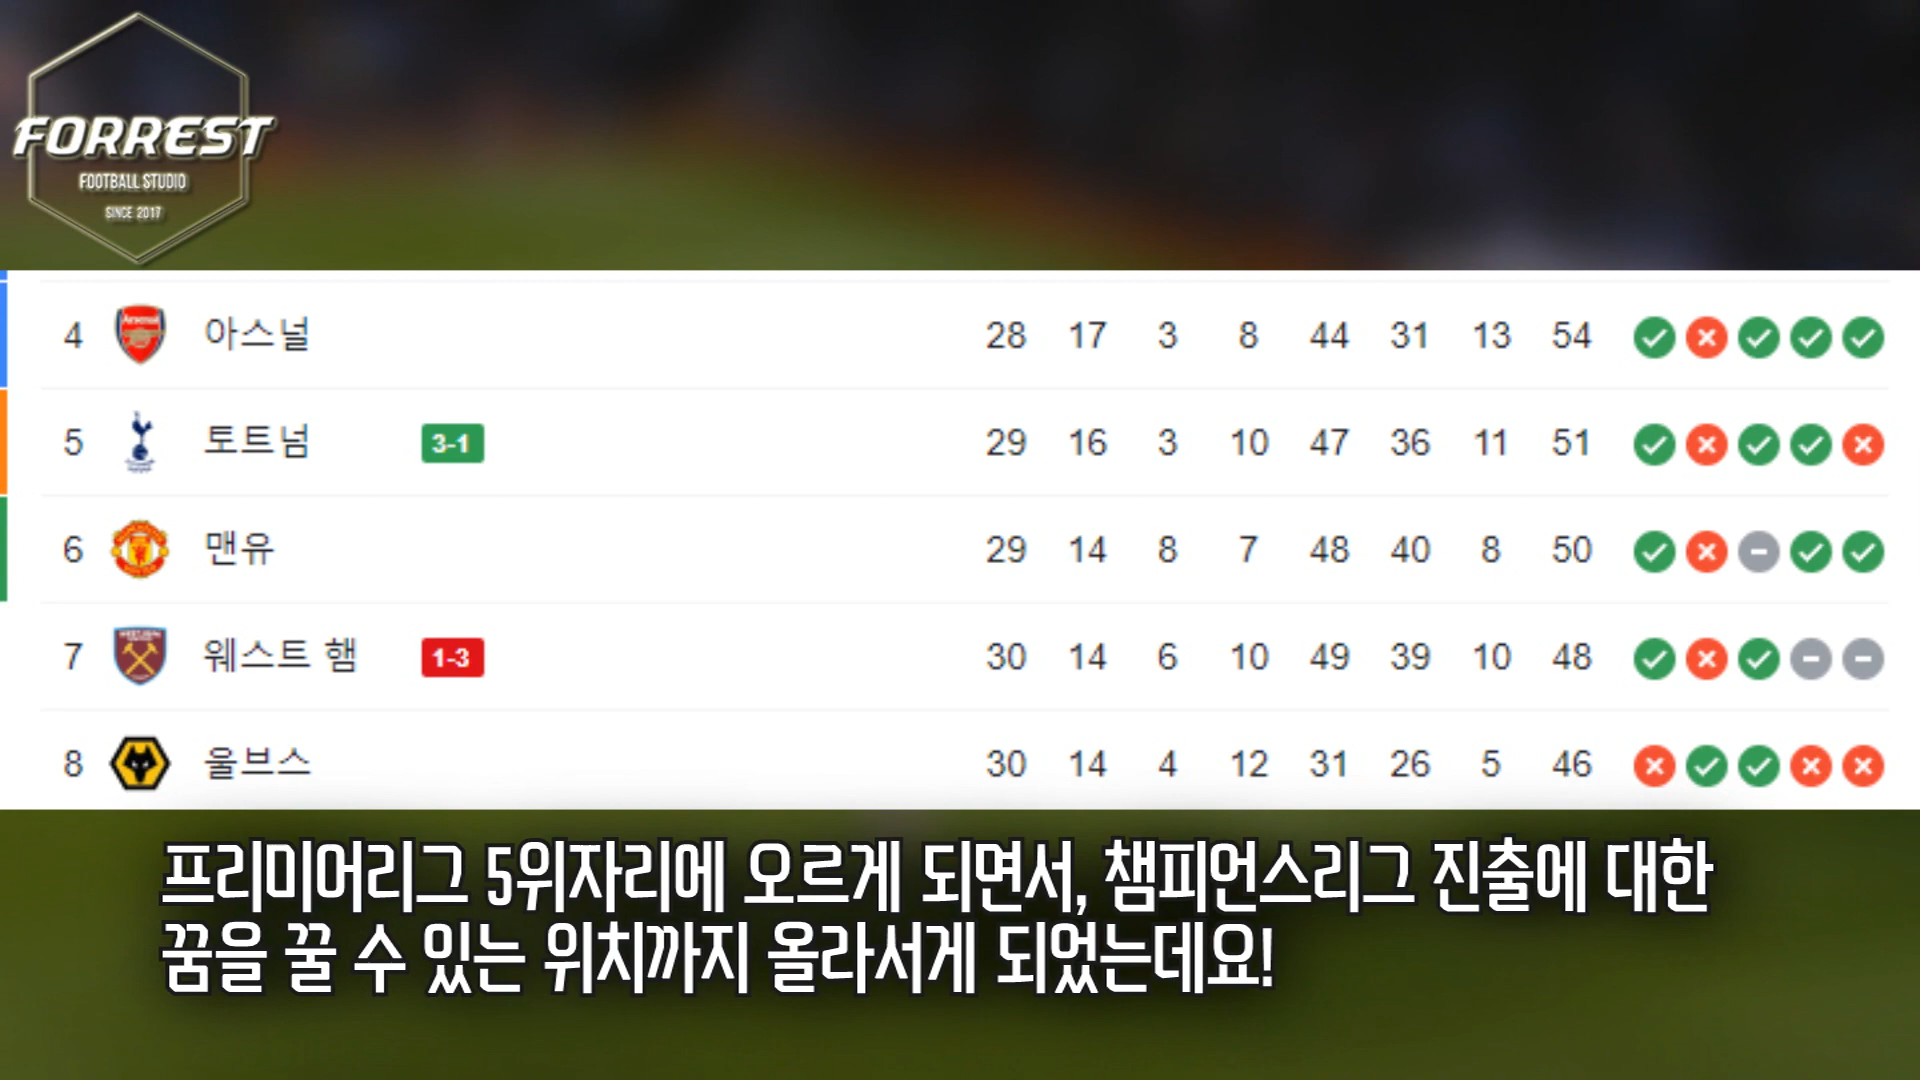 FORREST
FOOTBALL STUDIO
SINCE 2017
4 Arsenal 아스널 28 17 3 8 44 31 13 54
5 토트넘 3-1 29 16 3 10 47 36 11 51
6 맨유 29 14 8 7 48 40 8 50
7 웨스트 햄 1-3 30 14 6 10 49 39 10 48
8 울브스 30 14 4 12 31 26 5 46
프리미어리그 5위자리에 오르게 되면서, 챔피언스리그 진출에 대한
꿈을 꿀 수 있는 위치까지 올라서게 되었는데요!